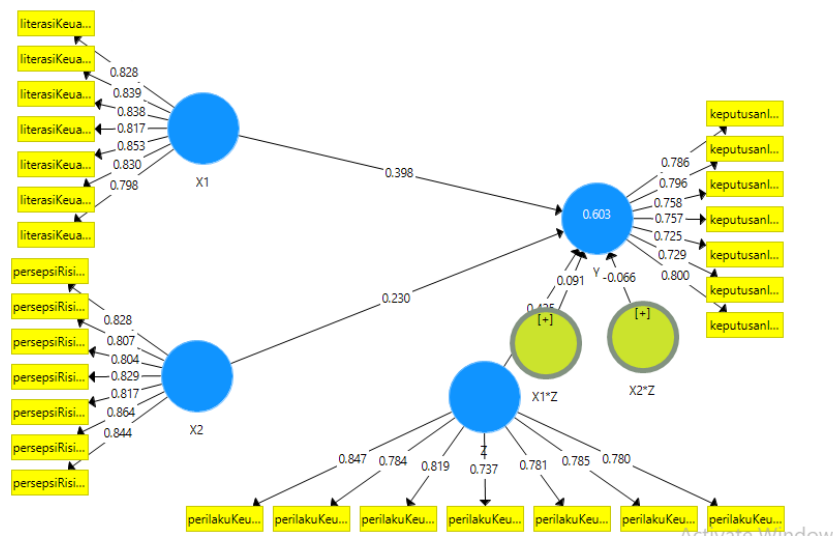 literasiKeua...
literasiKeua...
literasiKeua...
literasiKeua...
literasiKeua...
literasiKeua...
literasiKeua...
0.828
0.839
0.838
0.817
0.853
0.830
0.798
X1
0.398
persepsiRisi...
persepsiRisi...
persepsiRisi...
persepsiRisi...
persepsiRisi...
persepsiRisi...
persepsiRisi...
0.828
0.807
0.804
0.829
0.817
0.864
0.844
X2
0.230
0.603
Y
0.786
0.796
0.758
0.757
0.725
0.729
0.800
keputusanI...
keputusanI...
keputusanI...
keputusanI...
keputusanI...
keputusanI...
keputusanI...
0.091
-0.066
[+]
X1*Z
[+]
X2*Z
Z
0.847
0.784
0.819
0.737
0.781
0.785
0.780
perilakuKeu...
perilakuKeu...
perilakuKeu...
perilakuKeu...
perilakuKeu...
perilakuKeu...
perilakuKeu...